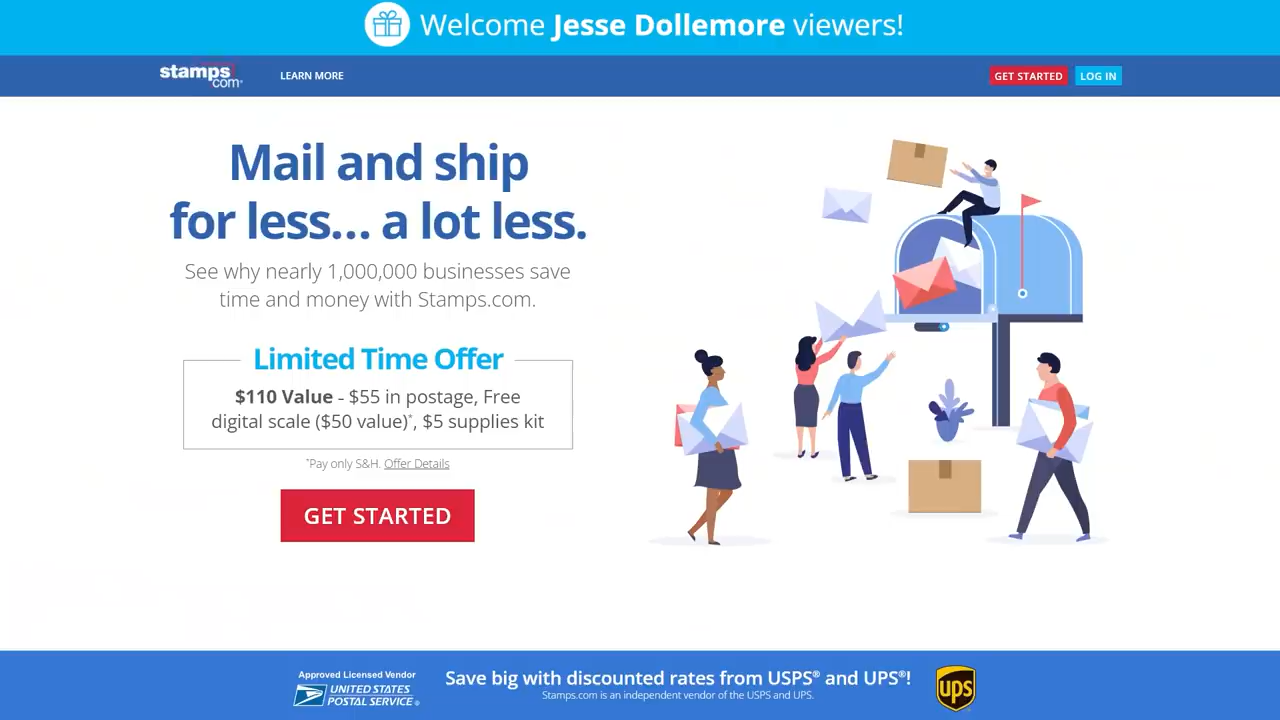 Welcome Jesse Dollemore viewers!
stamps
.com®
LEARN MORE
GET STARTED
LOG IN
Mail and ship
for less... a lot less.
See why nearly 1,000,000 businesses save
time and money with Stamps.com.
Limited Time Offer
$110 Value - $55 in postage, Free
digital scale ($50 value)*, $5 supplies kit
*Pay only S&H. Offer Details
GET STARTED
Approved Licensed Vendor
UNITED STATES
POSTAL SERVICE®
Save big with discounted rates from USPS® and UPS®!
Stamps.com is an independent vendor of the USPS and UPS.
ups